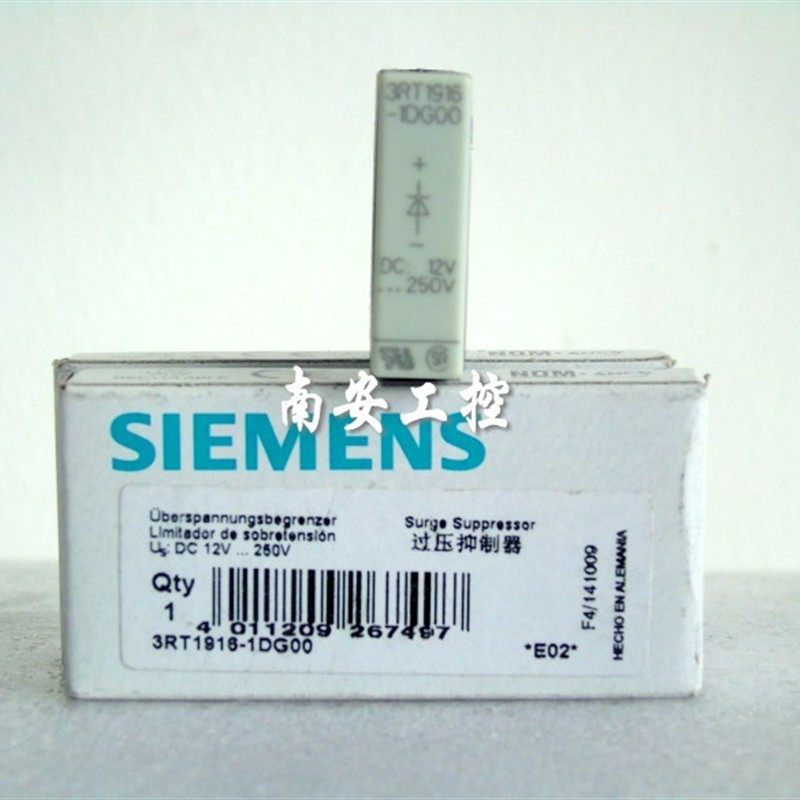 3RT1916
-1DG00
+
-
DC: 12V
...250V
NOM-
南安工控
SIEMENS
Überspannungsbegrenzer
Surge Suppressor
Limitador de sobretensión
过压抑制器
Us: DC 12V ... 250V
Qty
1
4 011209 267497
3RT1916-1DG00
*E02*
F4/141009
HECHO EN ALEMANIA